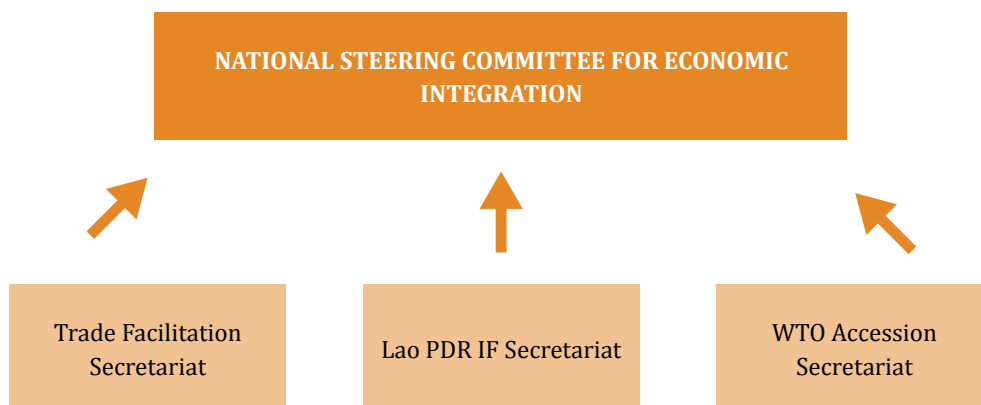 NATIONAL STEERING COMMITTEE FOR ECONOMIC
INTEGRATION
Trade Facilitation
Secretariat
Lao PDR IF Secretariat
WTO Accession
Secretariat